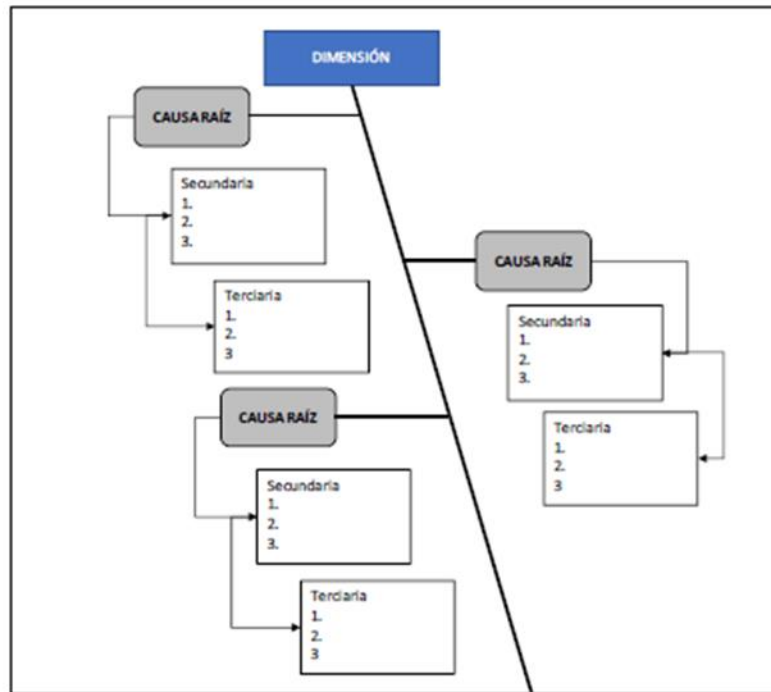 DIMENSIÓN
CAUSA RAÍZ
Secundaria
1.
2.
3.
Terciaria
1.
2.
3
CAUSA RAÍZ
Secundaria
1.
2.
3.
Terciaria
1.
2.
3
CAUSA RAÍZ
Secundaria
1.
2.
3.
Terciaria
1.
2.
3